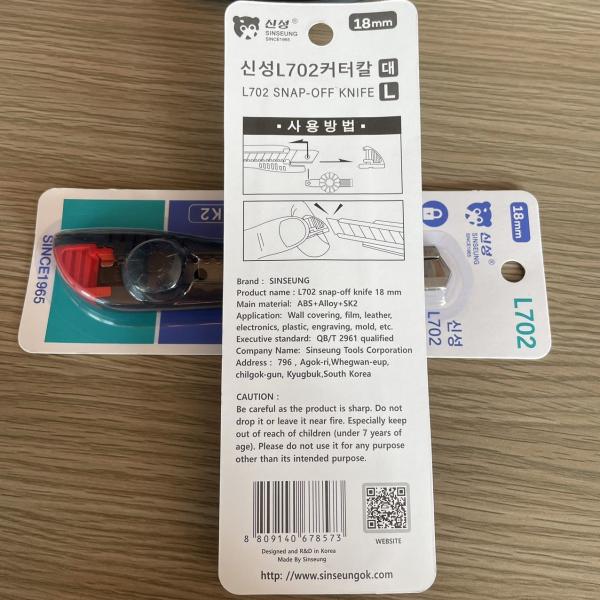 신성®
SINSEUNG
SINCE1965
18mm
신성L702커터칼 대
L702 SNAP-OFF KNIFE L
사용방법
Brand : SINSEUNG
Product name : L702 snap-off knife 18 mm
Main material: ABS+Alloy+SK2
Application: Wall covering, film, leather,
electronics, plastic, engraving, mold, etc.
Executive standard: QB/T 2961 qualified
Company Name: Sinseung Tools Corporation
Address : 796 , Agok-ri,Whegwan-eup,
chilgok-gun, Kyugbuk,South Korea
CAUTION :
Be careful as the product is sharp. Do not
drop it or leave it near fire. Especially keep
out of reach of children (under 7 years of
age). Please do not use it for any purpose
other than its intended purpose.
8 809140 678573
WEBSITE
Designed and R&D in Korea
Made By Sinseung
http: //www.sinseungok.com
SINCE1965
K2
18mm
신성
SINSEUNG
L702
신성
L702